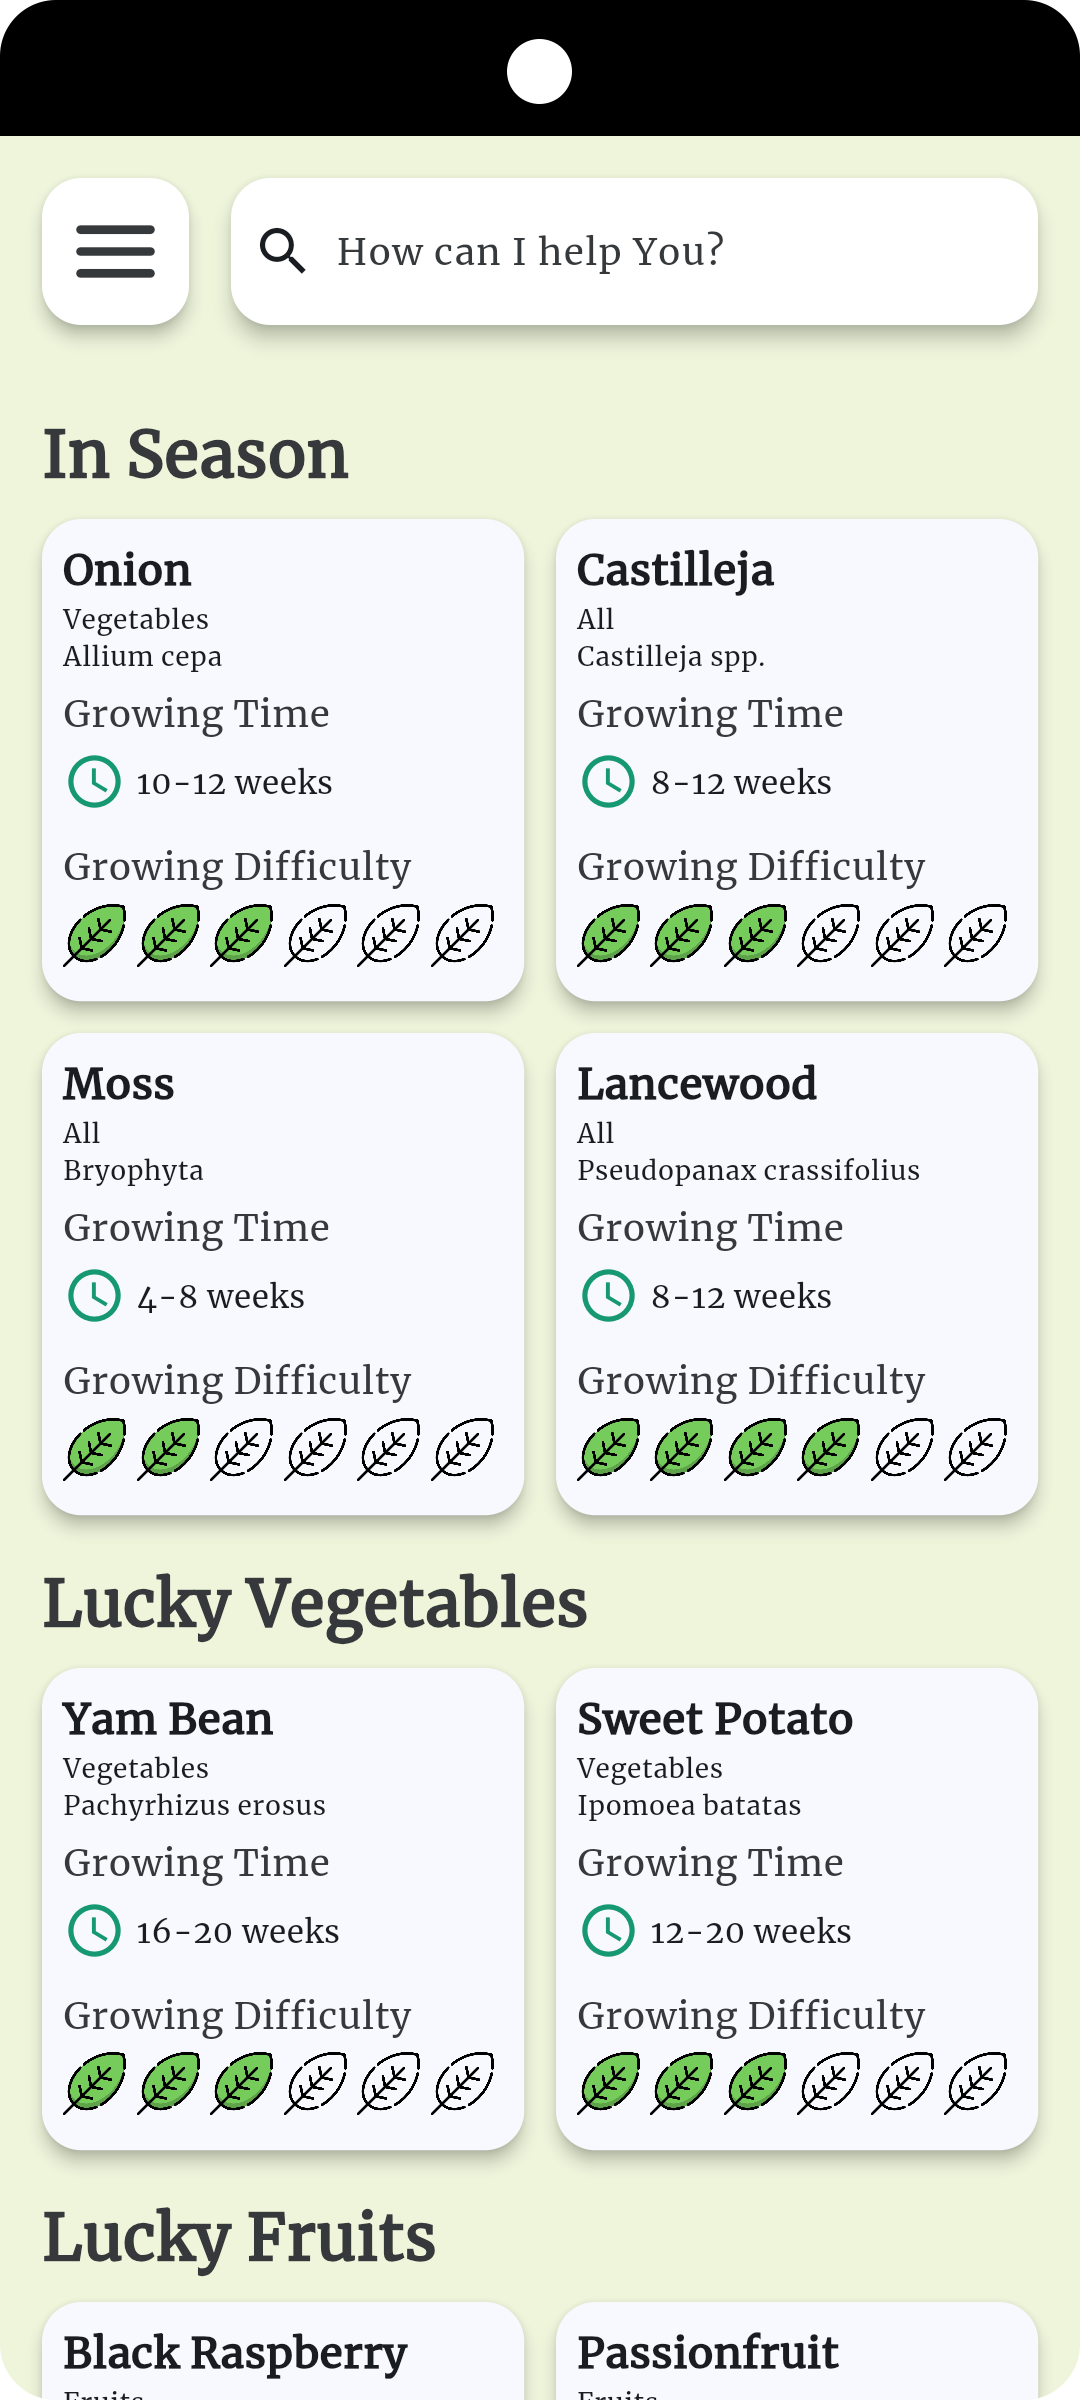 How can I help You?
In Season
Onion
Vegetables
Allium cepa
Growing Time
10-12 weeks
Growing Difficulty
Castilleja
All
Castilleja spp.
Growing Time
8-12 weeks
Growing Difficulty
Moss
All
Bryophyta
Growing Time
4-8 weeks
Growing Difficulty
Lancewood
All
Pseudopanax crassifolius
Growing Time
8-12 weeks
Growing Difficulty
Lucky Vegetables
Yam Bean
Vegetables
Pachyrhizus erosus
Growing Time
16-20 weeks
Growing Difficulty
Sweet Potato
Vegetables
Ipomoea batatas
Growing Time
12-20 weeks
Growing Difficulty
Lucky Fruits
Black Raspberry
Fruits
Passionfruit
Fruits